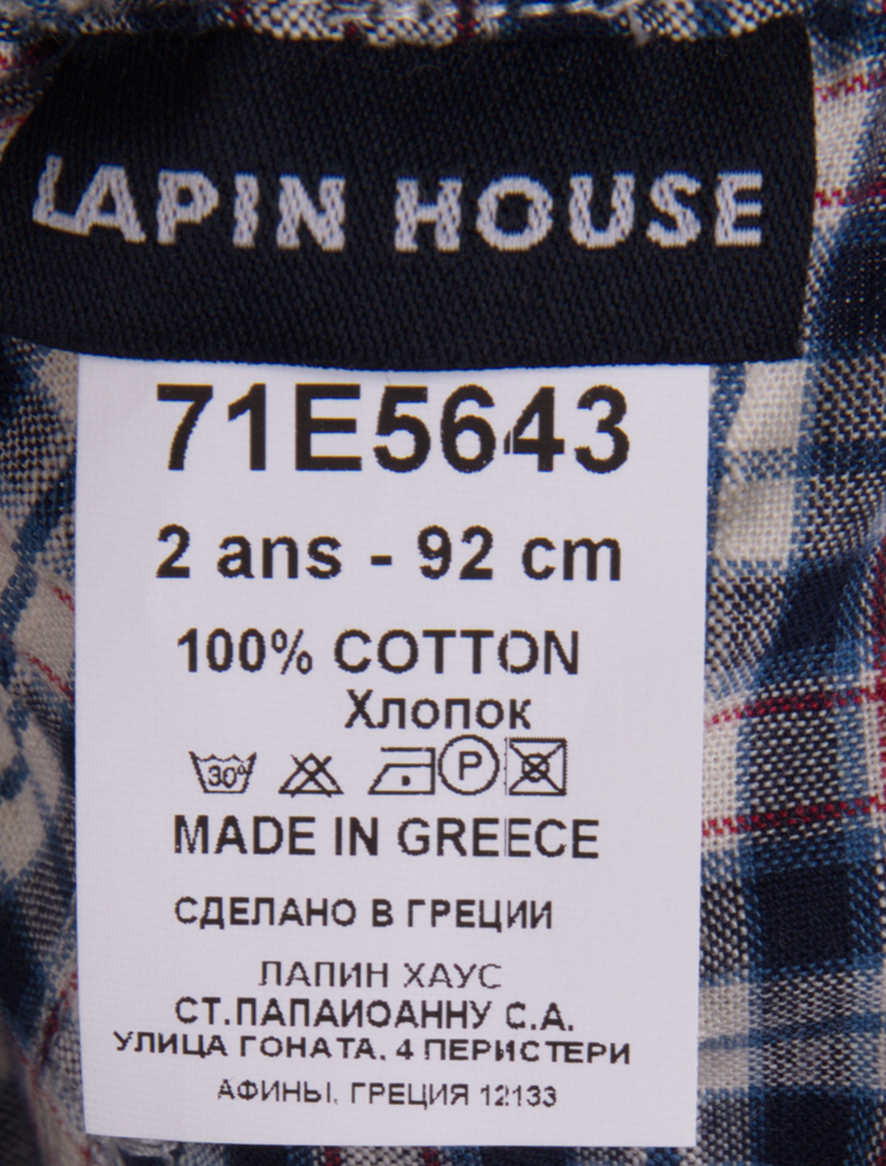 LAPIN HOUSE
71E5643
2 ans - 92 cm
100% COTTON
Хлопок
30° P
MADE IN GREECE
СДЕЛАНО В ГРЕЦИИ
ЛАПИН ХАУС
СТ.ПАПАИОАННУ С.А.
УЛИЦА ГОНАТА. 4 ПЕРИСТЕРИ
АФИНЫ, ГРЕЦИЯ 12133